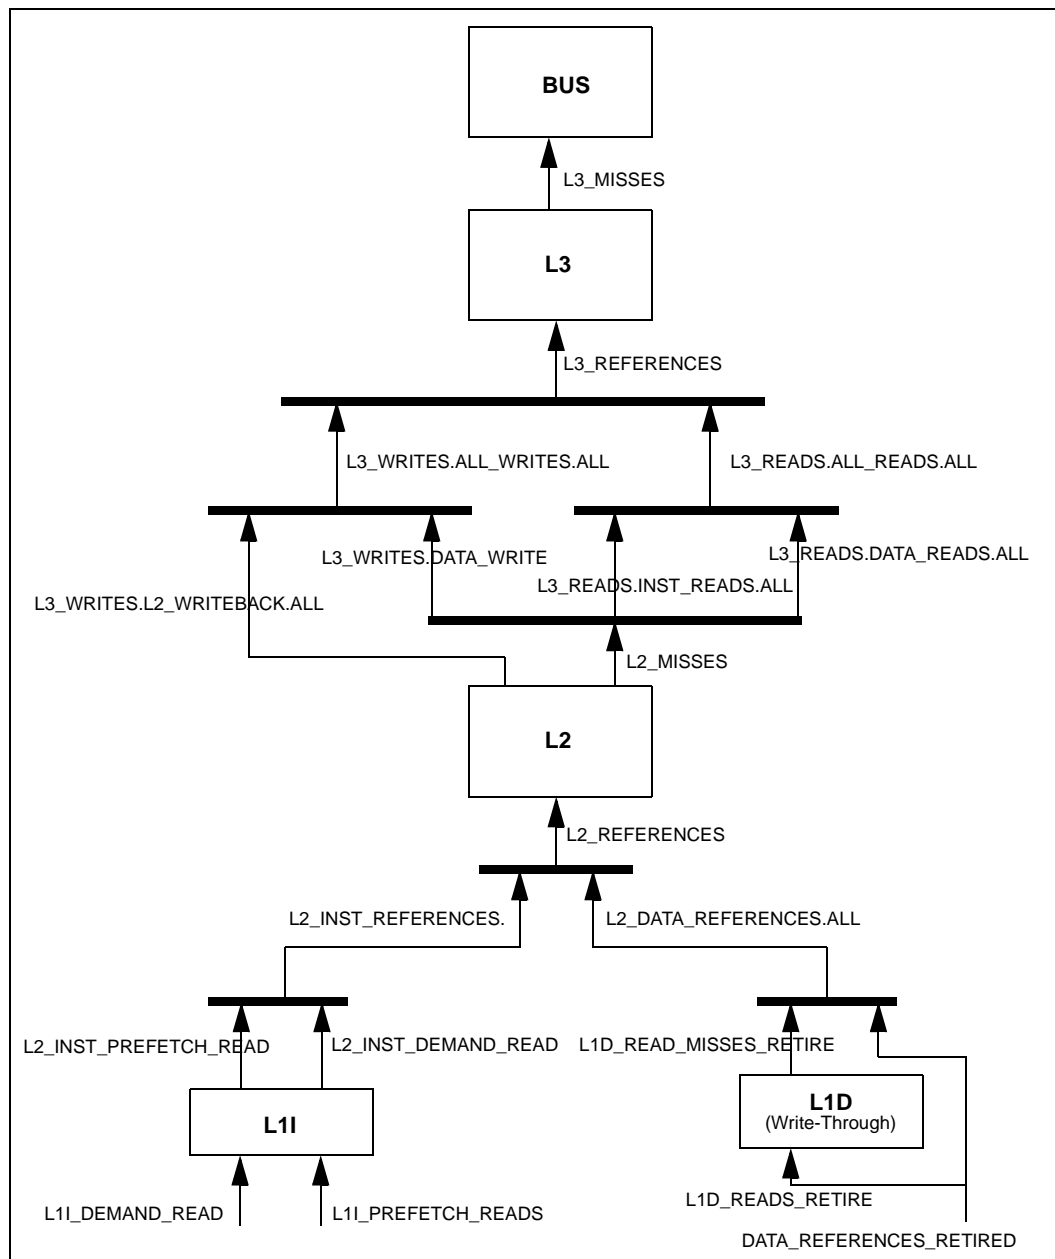 BUS
L3_MISSES
L3
L3_REFERENCES
L3_WRITES.ALL_WRITES.ALL
L3_READS.ALL_READS.ALL
L3_WRITES.DATA_WRITE
L3_READS.DATA_READS.ALL
L3_READS.INST_READS.ALL
L3_WRITES.L2_WRITEBACK.ALL
L2_MISSES
L2
L2_REFERENCES
L2_INST_REFERENCES.
L2_DATA_REFERENCES.ALL
L2_INST_PREFETCH_READ
L2_INST_DEMAND_READ
L1D_READ_MISSES_RETIRE
L1I
L1D
(Write-Through)
L1I_DEMAND_READ
L1I_PREFETCH_READS
L1D_READS_RETIRE
DATA_REFERENCES_RETIRED